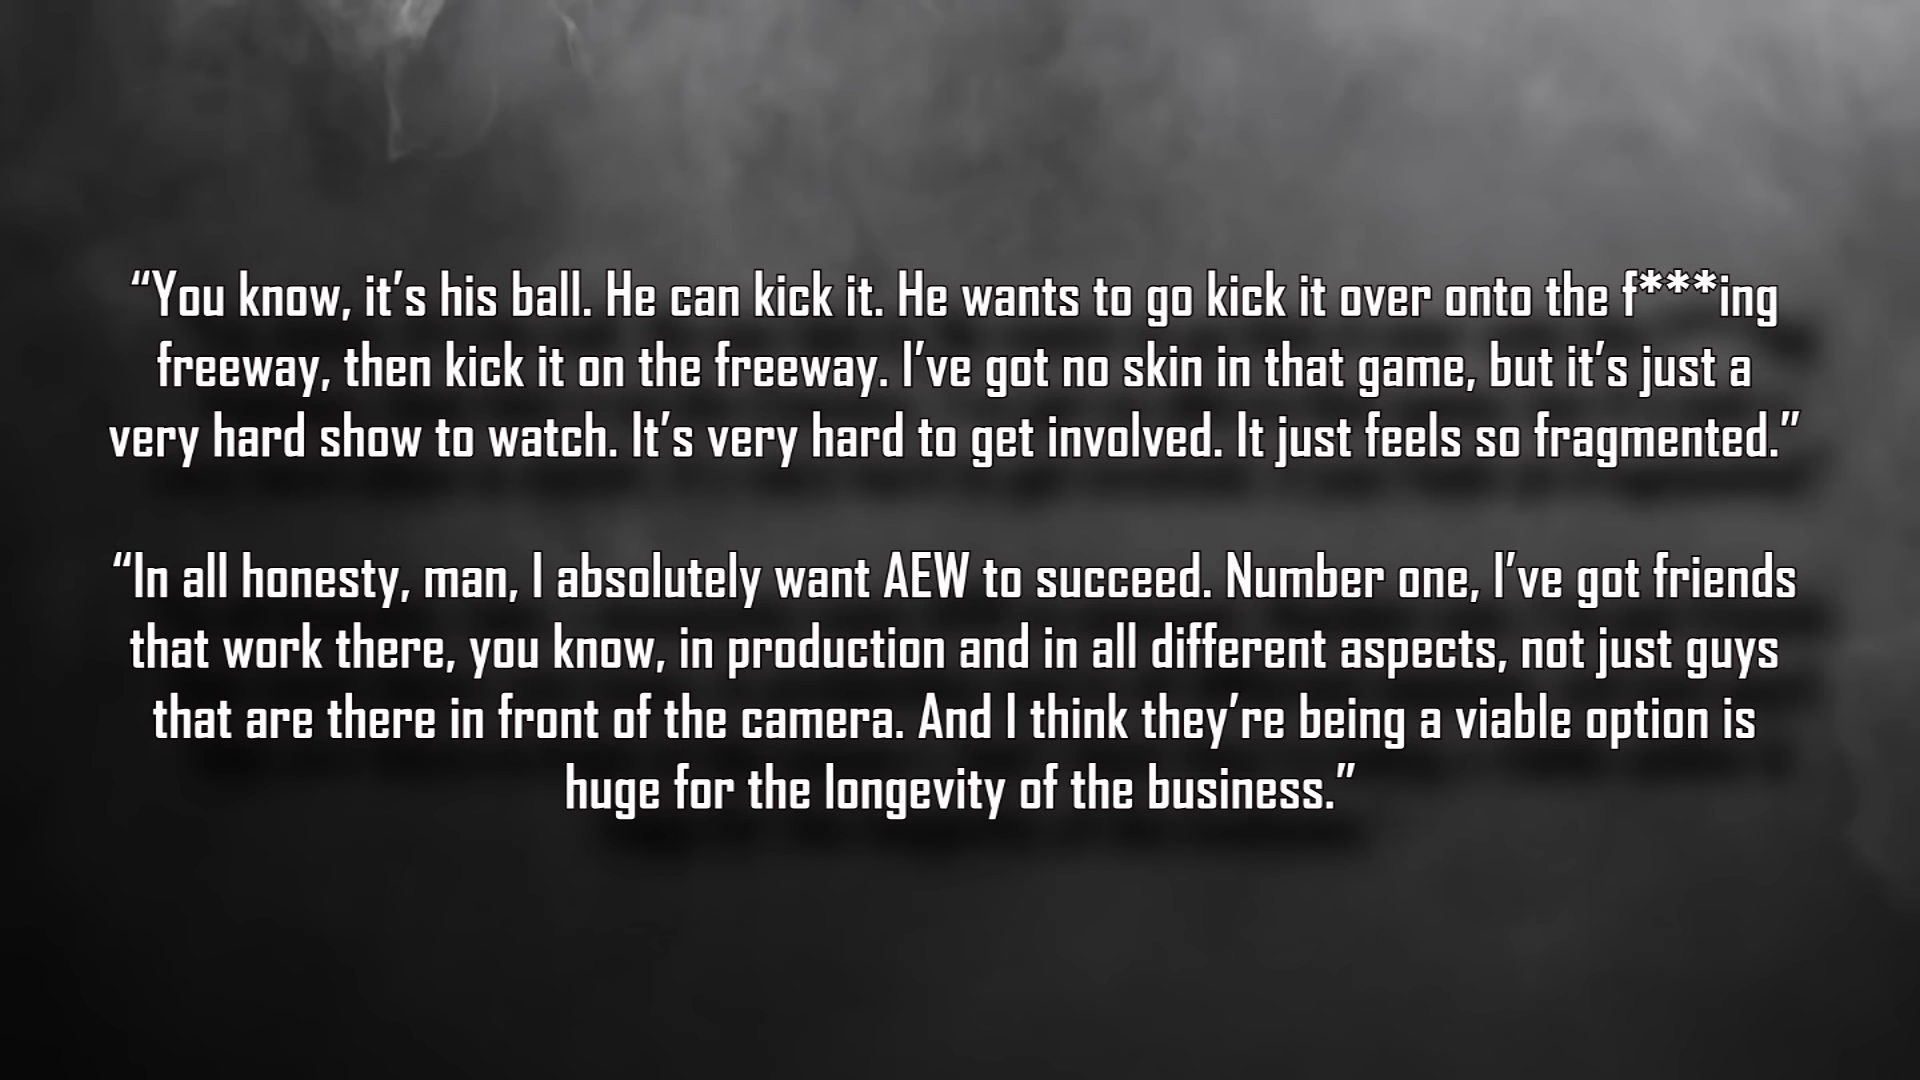 “You know, it’s his ball. He can kick it. He wants to go kick it over onto the f***ing
freeway, then kick it on the freeway. I’ve got no skin in that game, but it’s just a
very hard show to watch. It’s very hard to get involved. It just feels so fragmented.”
“In all honesty, man, I absolutely want AEW to succeed. Number one, I’ve got friends
that work there, you know, in production and in all different aspects, not just guys
that are there in front of the camera. And I think they’re being a viable option is
huge for the longevity of the business.”